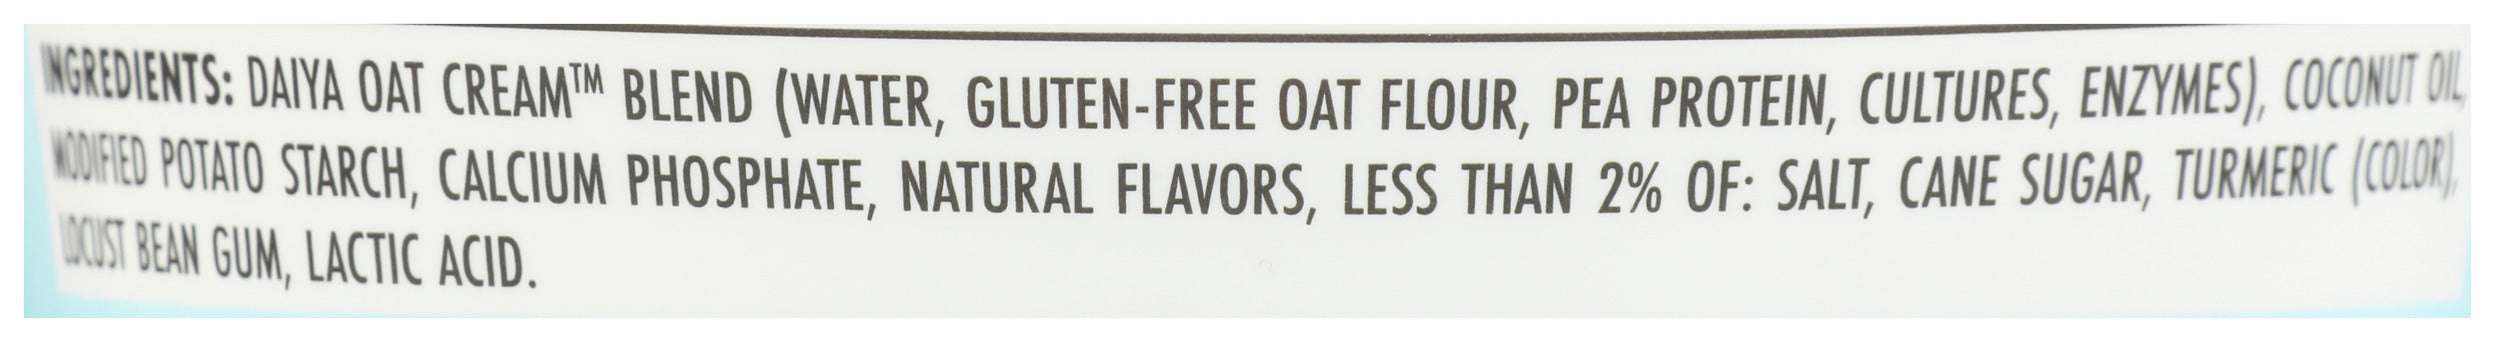 INGREDIENTS: DAIYA OAT CREAM™ BLEND (WATER, GLUTEN-FREE OAT FLOUR, PEA PROTEIN, CULTURES, ENZYMES), COCONUT OIL,
MODIFIED POTATO STARCH, CALCIUM PHOSPHATE, NATURAL FLAVORS, LESS THAN 2% OF: SALT, CANE SUGAR, TURMERIC (COLOR),
LOCUST BEAN GUM, LACTIC ACID.